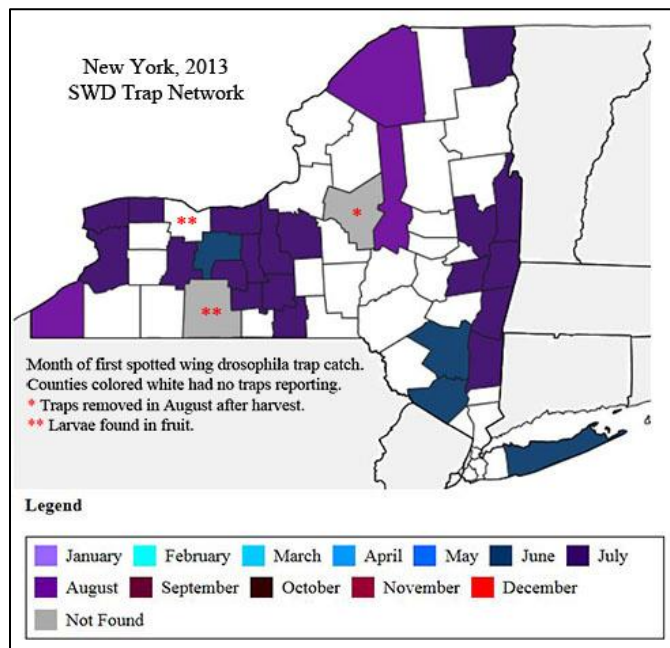 New York, 2013
SWD Trap Network
*
**
**
Month of first spotted wing drosophila trap catch.
Counties colored white had no traps reporting.
* Traps removed in August after harvest.
** Larvae found in fruit.
Legend
January February March April May June July
August September October November December
Not Found